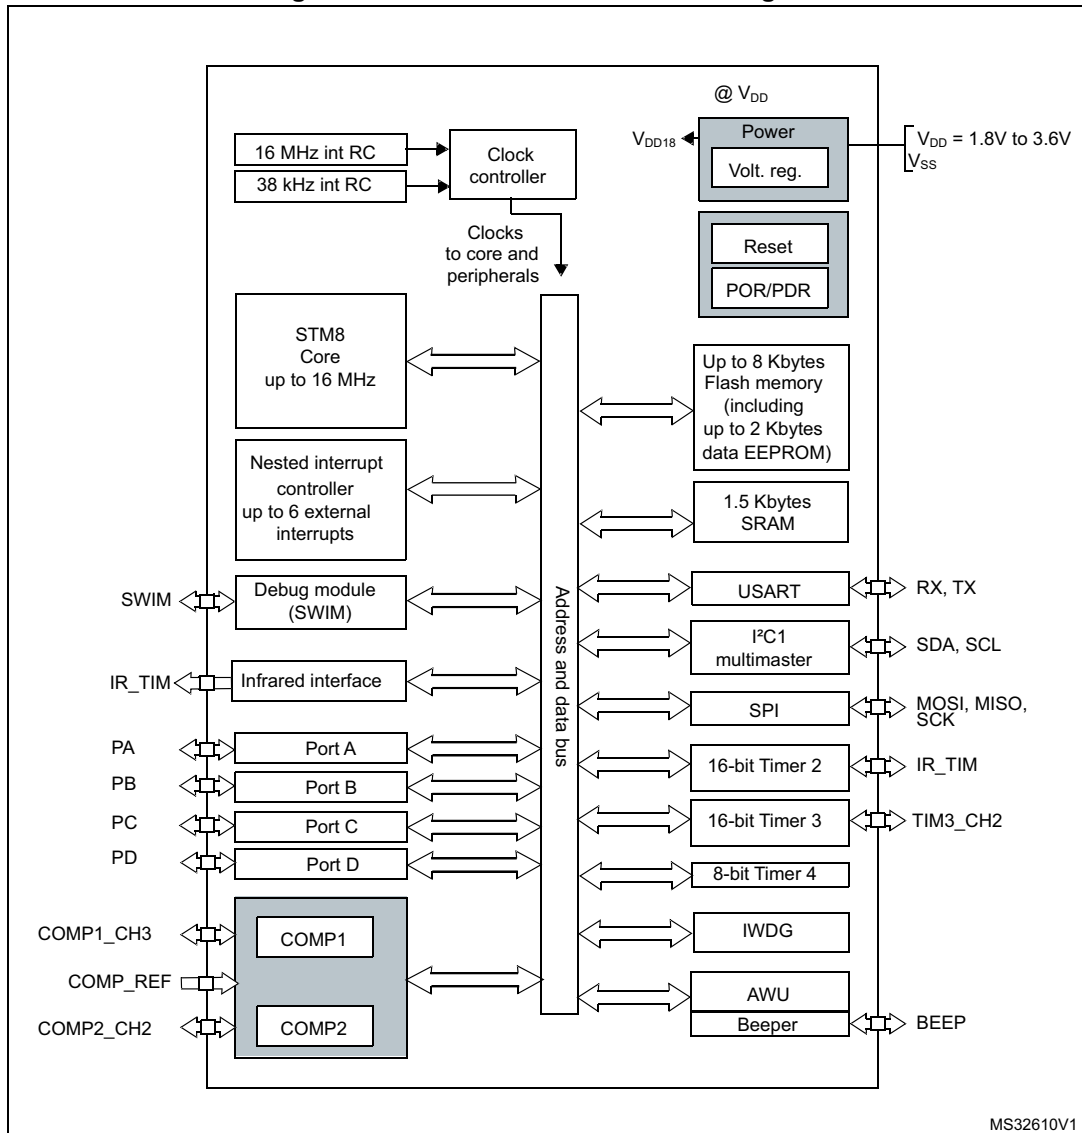 @ VDD
16 MHz int RC
38 kHz int RC
Clock
controller
Clocks
to core and
peripherals
VDD18
Power
Volt. reg.
VDD = 1.8V to 3.6V
VSS
Reset
POR/PDR
STM8
Core
up to 16 MHz
Nested interrupt
controller
up to 6 external
interrupts
SWIM
Debug module
(SWIM)
IR_TIM
Infrared interface
PA
Port A
PB
Port B
PC
Port C
PD
Port D
COMP1_CH3
COMP1
COMP_REF
COMP2_CH2
COMP2
Address and data bus
Up to 8 Kbytes
Flash memory
(including
up to 2 Kbytes
data EEPROM)
1.5 Kbytes
SRAM
USART
RX, TX
I²C1
multimaster
SDA, SCL
SPI
MOSI, MISO,
SCK
16-bit Timer 2
IR_TIM
16-bit Timer 3
TIM3_CH2
8-bit Timer 4
IWDG
AWU
Beeper
BEEP
MS32610V1